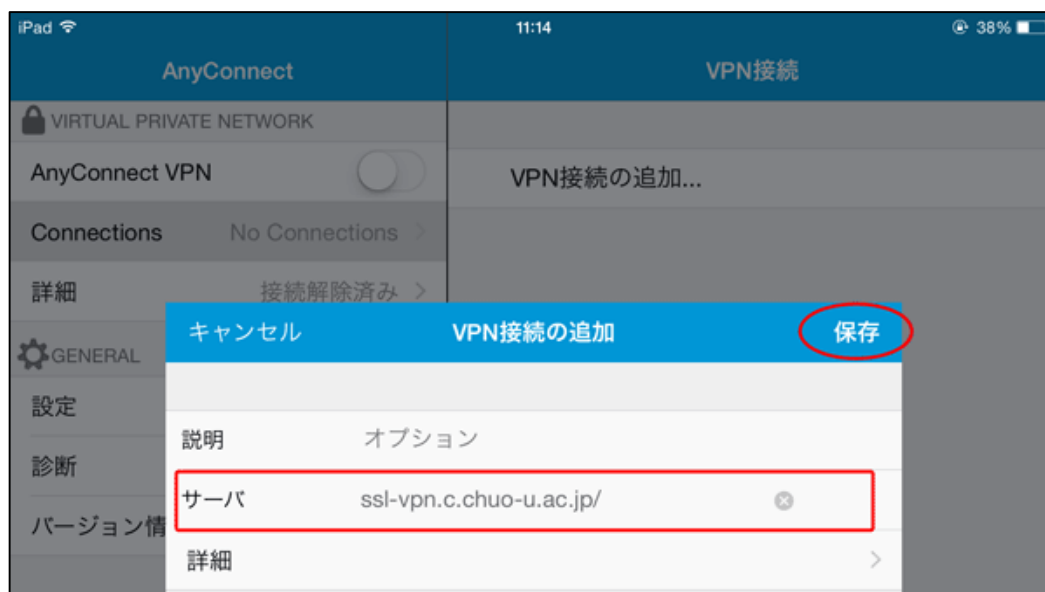 iPad 11:14 38%
AnyConnect VPN接続
VIRTUAL PRIVATE NETWORK
AnyConnect VPN
VPN接続の追加...
Connections No Connections
詳細 接続解除済み
キャンセル VPN接続の追加 保存
GENERAL
設定
説明 オプション
診断
サーバ ssl-vpn.c.chuo-u.ac.jp/
バージョン情
詳細